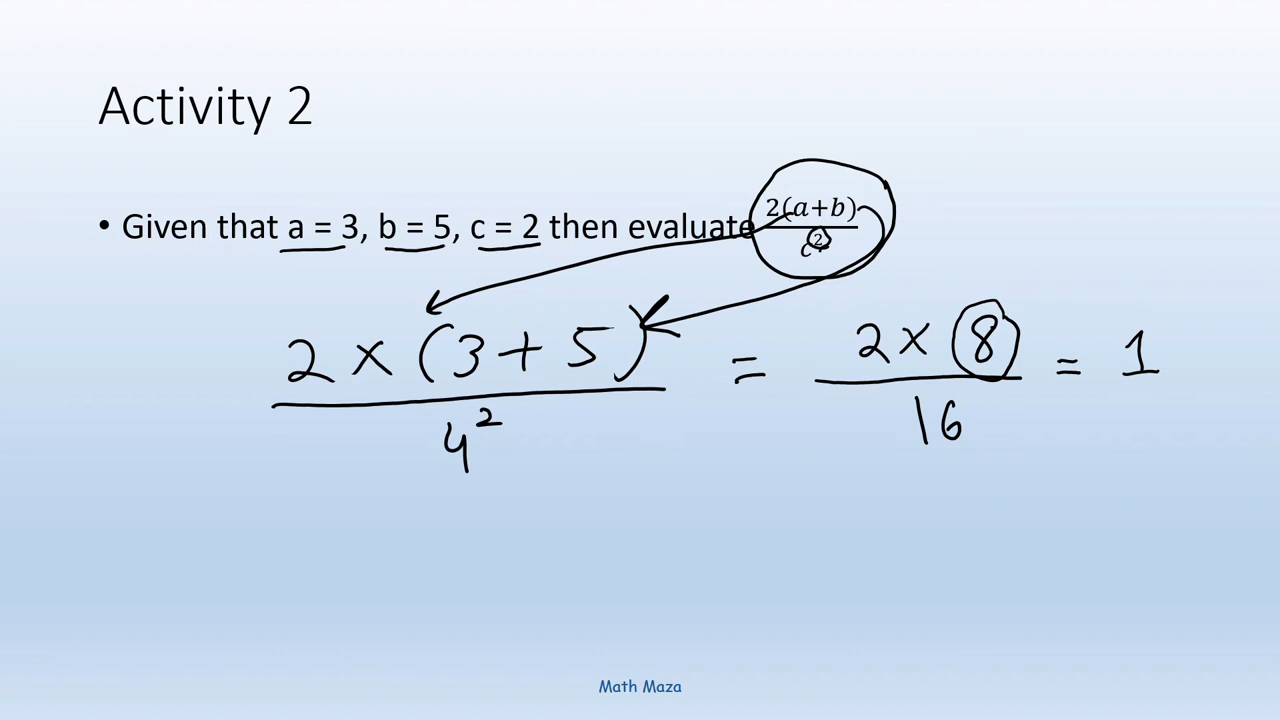 Activity 2
• Given that a = 3, b = 5, c = 2 then evaluate 2(a+b)/c²
2 × (3 + 5) / 4² = 2 × 8 / 16 = 1
Math Maza